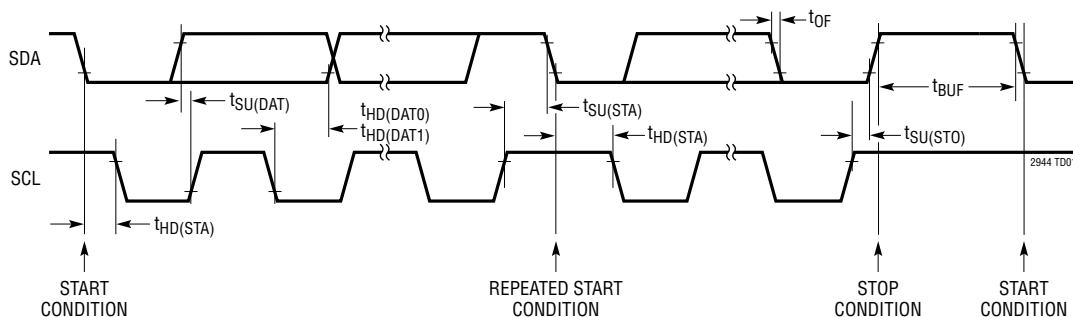 tOF
SDA
tSU(DAT)
tHD(DAT0)
tHD(DAT1)
tSU(STA)
tHD(STA)
tBUF
tSU(STO)
SCL
2944 TD01
tHD(STA)
START
CONDITION
REPEATED START
CONDITION
STOP
CONDITION
START
CONDITION